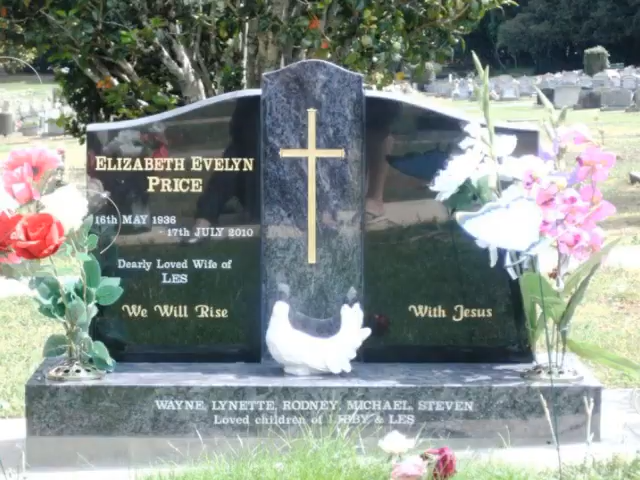 ELIZABETH EVELYN
PRICE
16th MAY 1936
17th JULY 2010
Dearly Loved Wife of
LES
We Will Rise
With Jesus
WAYNE, LYNETTE, RODNEY, MICHAEL, STEVEN
Loved children of LIBBY & LES